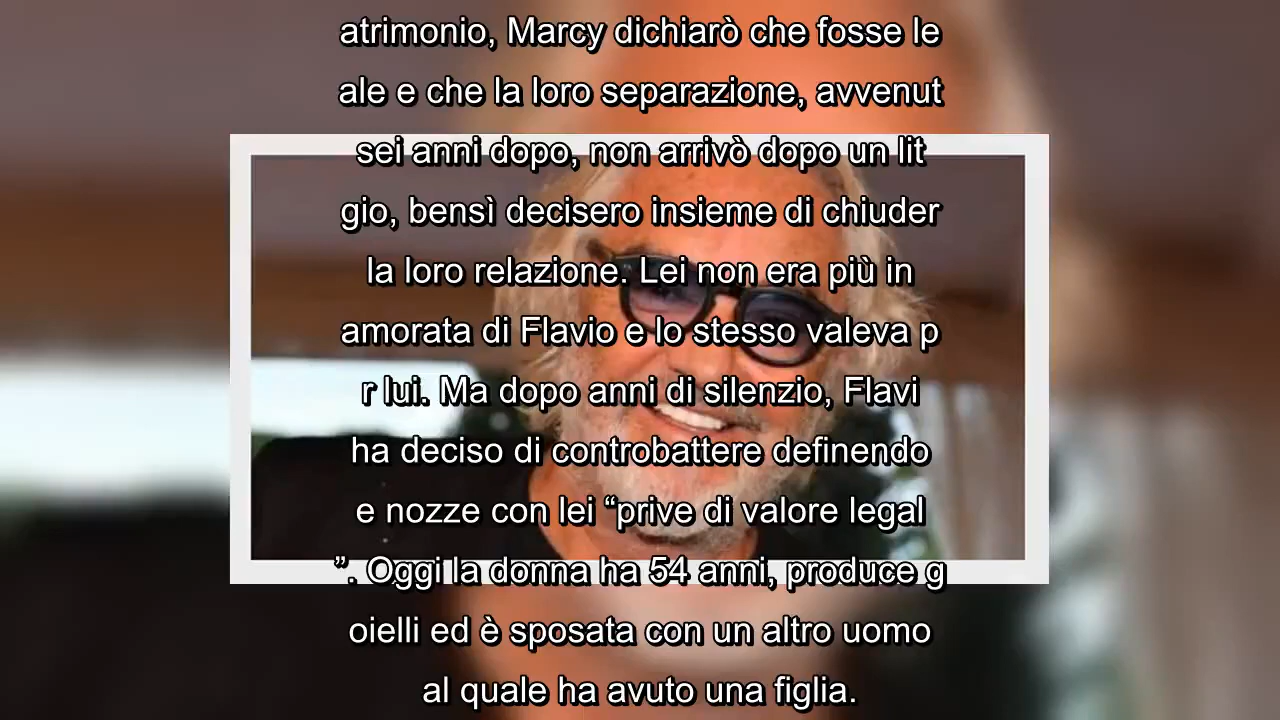 atrimonio, Marcy dichiarò che fosse le
ale e che la loro separazione, avvenut
sei anni dopo, non arrivò dopo un lit
gio, bensì decisero insieme di chiuder
la loro relazione. Lei non era più in
amorata di Flavio e lo stesso valeva p
r lui. Ma dopo anni di silenzio, Flavi
ha deciso di controbattere definendo
e nozze con lei “prive di valore legal
”. Oggi la donna ha 54 anni, produce g
oielli ed è sposata con un altro uomo
al quale ha avuto una figlia.